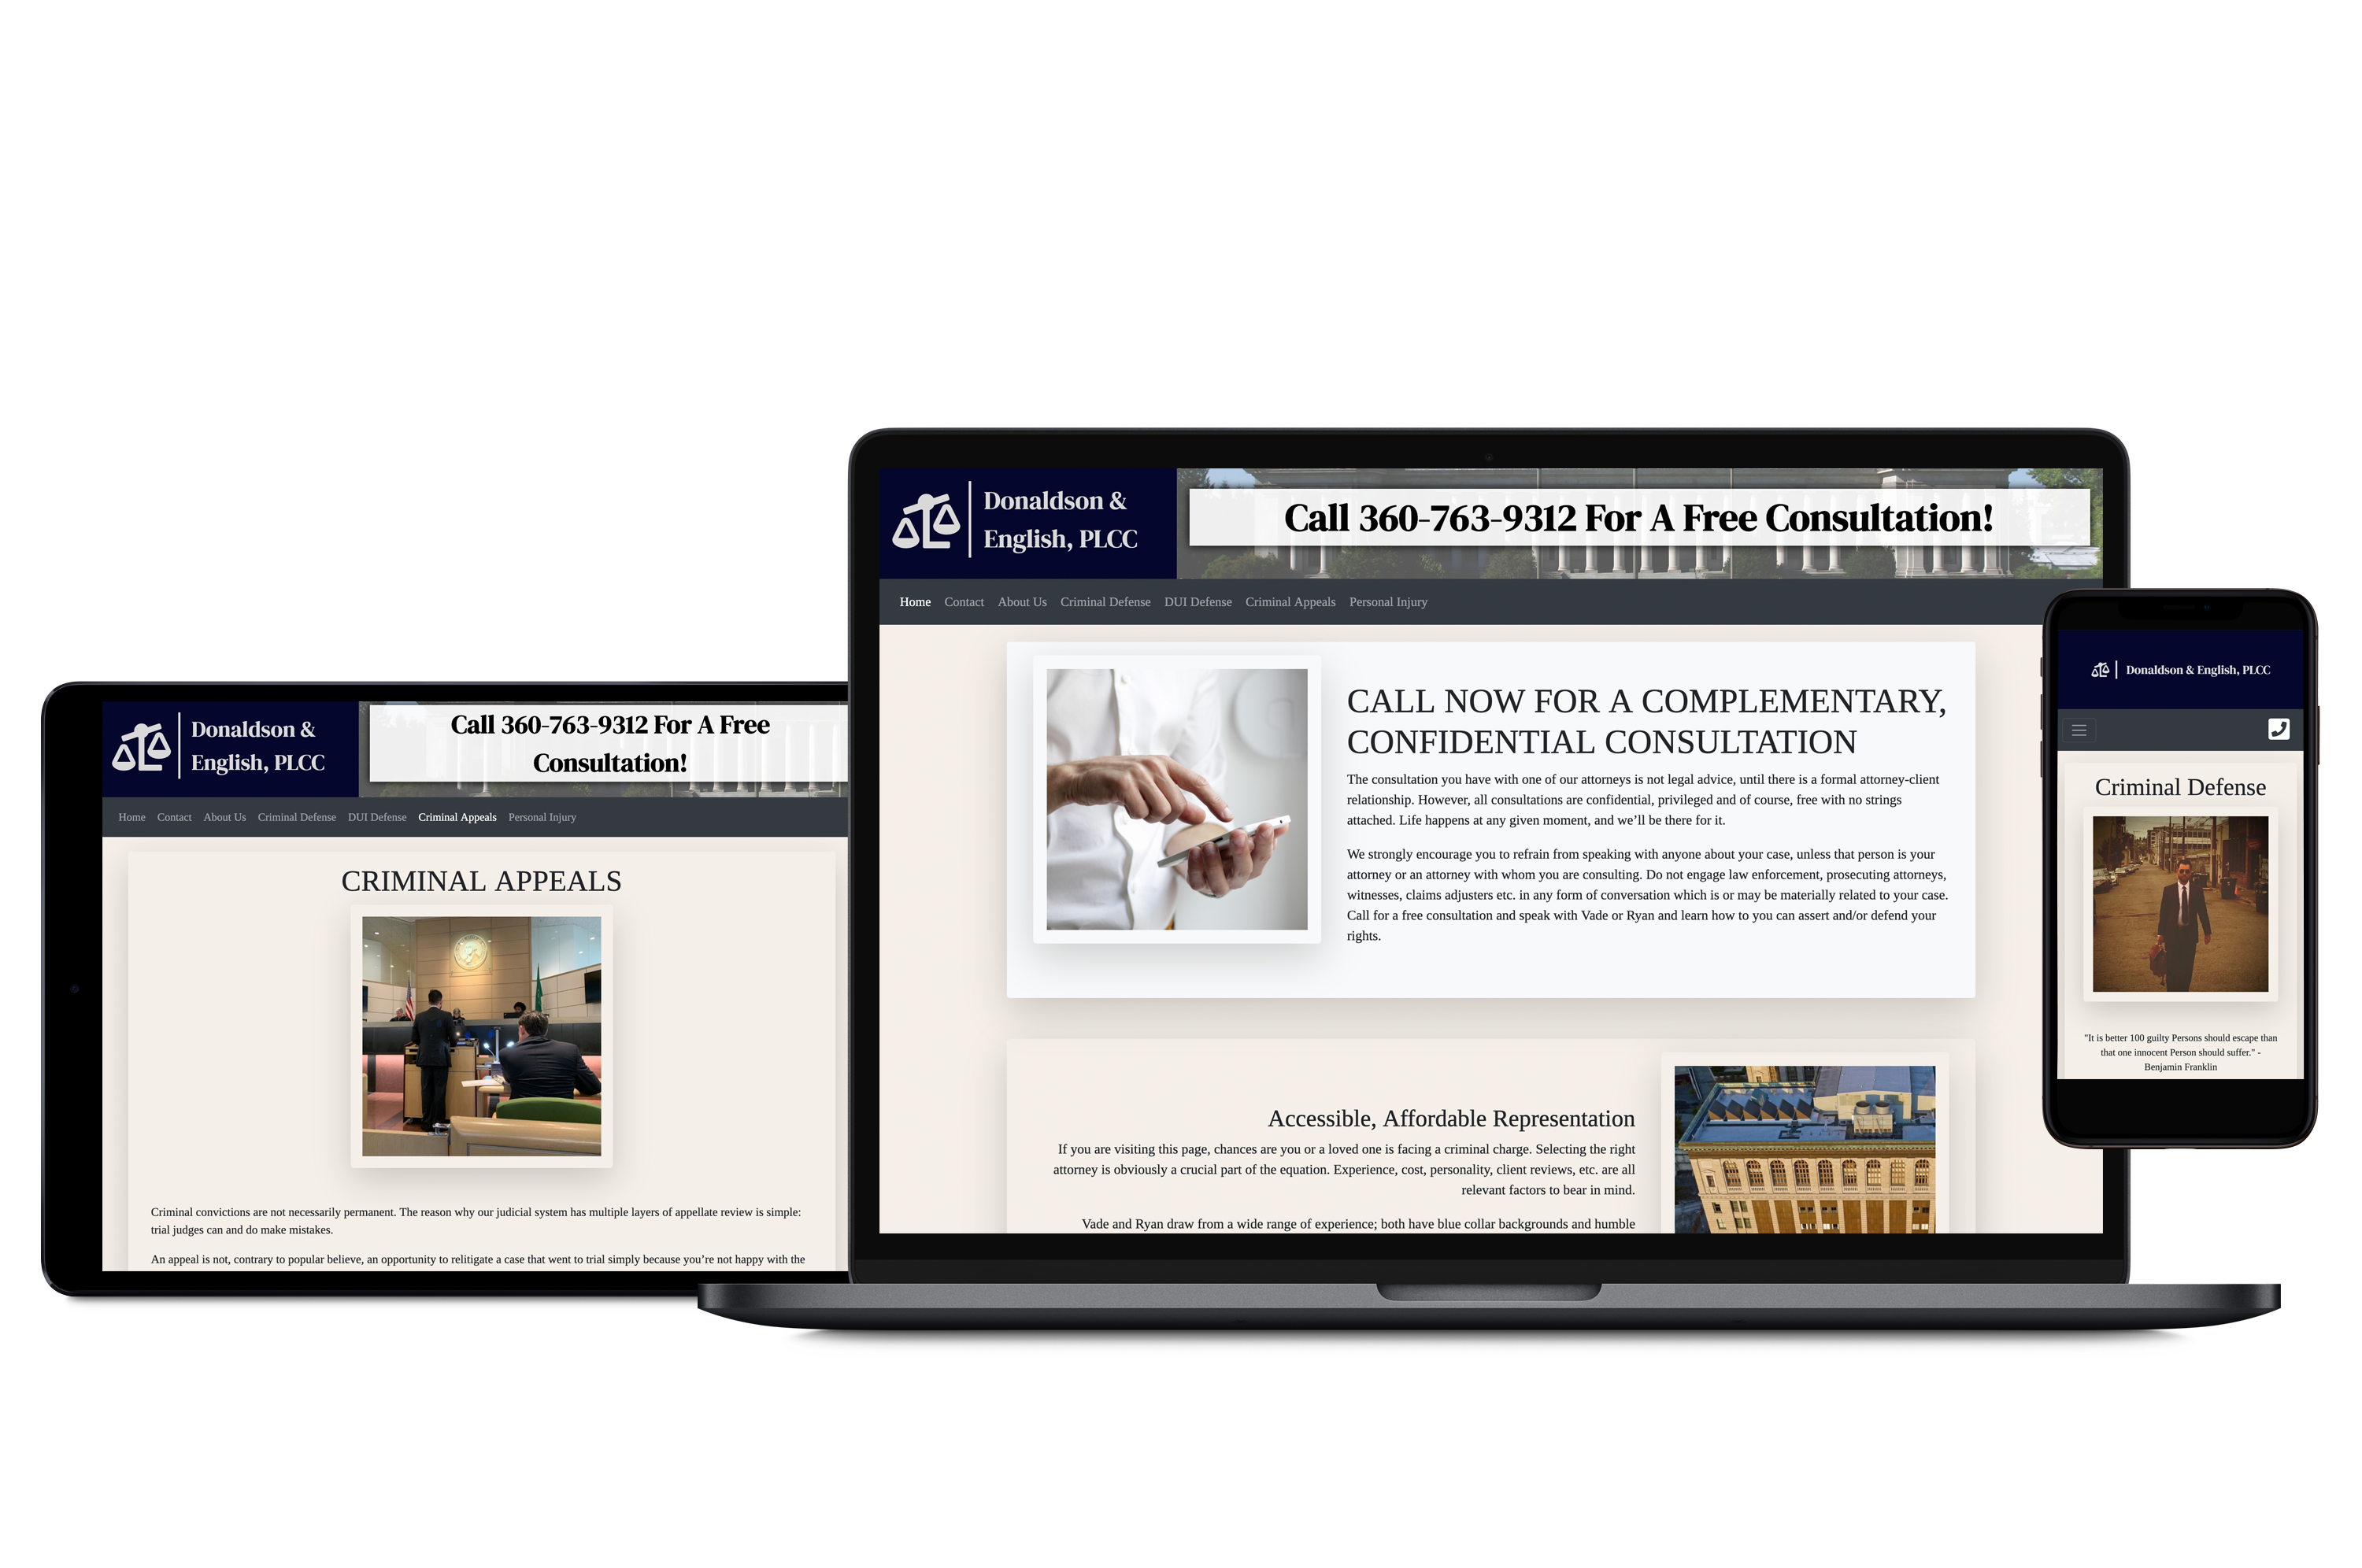 Donaldson &
English, PLCC
Call 360-763-9312 For A Free
Consultation!
Home Contact About Us Criminal Defense DUI Defense Criminal Appeals Personal Injury
CRIMINAL APPEALS
Criminal convictions are not necessarily permanent. The reason why our judicial system has multiple layers of appellate review is simple:
trial judges can and do make mistakes.
An appeal is not, contrary to popular believe, an opportunity to relitigate a case that went to trial simply because you’re not happy with the
Donaldson &
English, PLCC
Call 360-763-9312 For A Free Consultation!
Home Contact About Us Criminal Defense DUI Defense Criminal Appeals Personal Injury
CALL NOW FOR A COMPLEMENTARY,
CONFIDENTIAL CONSULTATION
The consultation you have with one of our attorneys is not legal advice, until there is a formal attorney-client
relationship. However, all consultations are confidential, privileged and of course, free with no strings
attached. Life happens at any given moment, and we’ll be there for it.
We strongly encourage you to refrain from speaking with anyone about your case, unless that person is your
attorney or an attorney with whom you are consulting. Do not engage law enforcement, prosecuting attorneys,
witnesses, claims adjusters etc. in any form of conversation which is or may be materially related to your case.
Call for a free consultation and speak with Vade or Ryan and learn how to you can assert and/or defend your
rights.
Accessible, Affordable Representation
If you are visiting this page, chances are you or a loved one is facing a criminal charge. Selecting the right
attorney is obviously a crucial part of the equation. Experience, cost, personality, client reviews, etc. are all
relevant factors to bear in mind.
Vade and Ryan draw from a wide range of experience; both have blue collar backgrounds and humble
Donaldson & English, PLCC
Criminal Defense
"It is better 100 guilty Persons should escape than
that one innocent Person should suffer." -
Benjamin Franklin